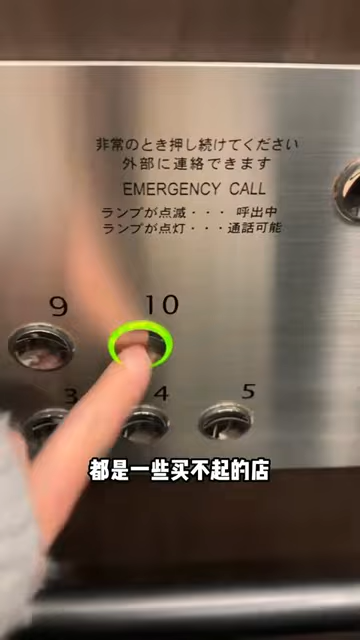 非常のとき押し続けてください
外部に連絡できます
EMERGENCY CALL
ランプが点滅・・・ 呼出中
ランプが点灯・・・通話可能
9
10
3
4
5
都是一些买不起的店